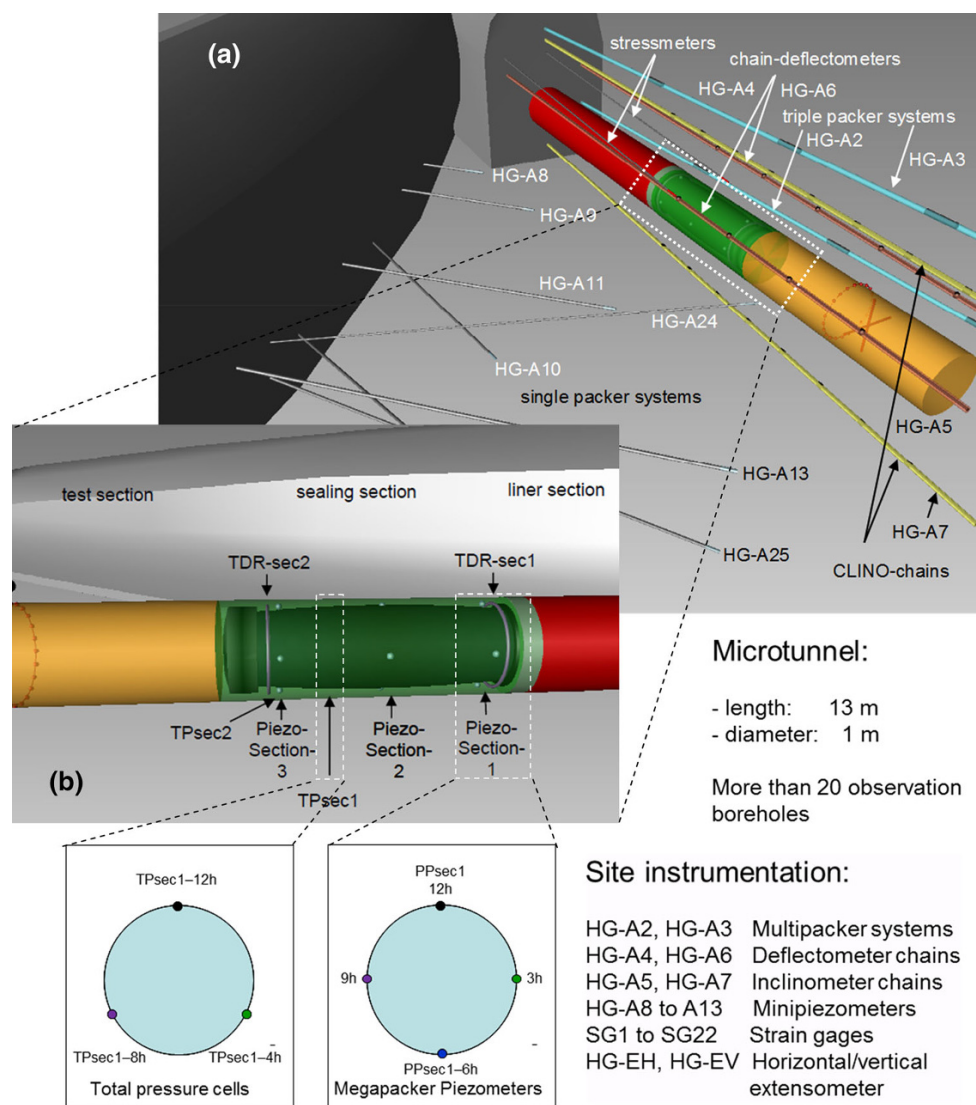 (a)
stressmeters
chain-deflectometers
HG-A4
HG-A6
triple packer systems
HG-A2
HG-A3
HG-A8
HG-A9
HG-A11
HG-A24
HG-A10
single packer systems
HG-A5
HG-A13
HG-A7
HG-A25
CLINO-chains
test section
sealing section
liner section
TDR-sec2
TDR-sec1
TPsec2
Piezo-
Section-
3
Piezo-
Section-
2
Piezo-
Section-
1
(b)
TPsec1
Microtunnel:
- length: 13 m
- diameter: 1 m
More than 20 observation
boreholes
TPsec1–12h
TPsec1–8h
TPsec1–4h
-
Total pressure cells
PPsec1
12h
9h
3h
PPsec1–6h
-
Megapacker Piezometers
Site instrumentation:
HG-A2, HG-A3 Multipacker systems
HG-A4, HG-A6 Deflectometer chains
HG-A5, HG-A7 Inclinometer chains
HG-A8 to A13 Minipiezometers
SG1 to SG22 Strain gages
HG-EH, HG-EV Horizontal/vertical
extensometer